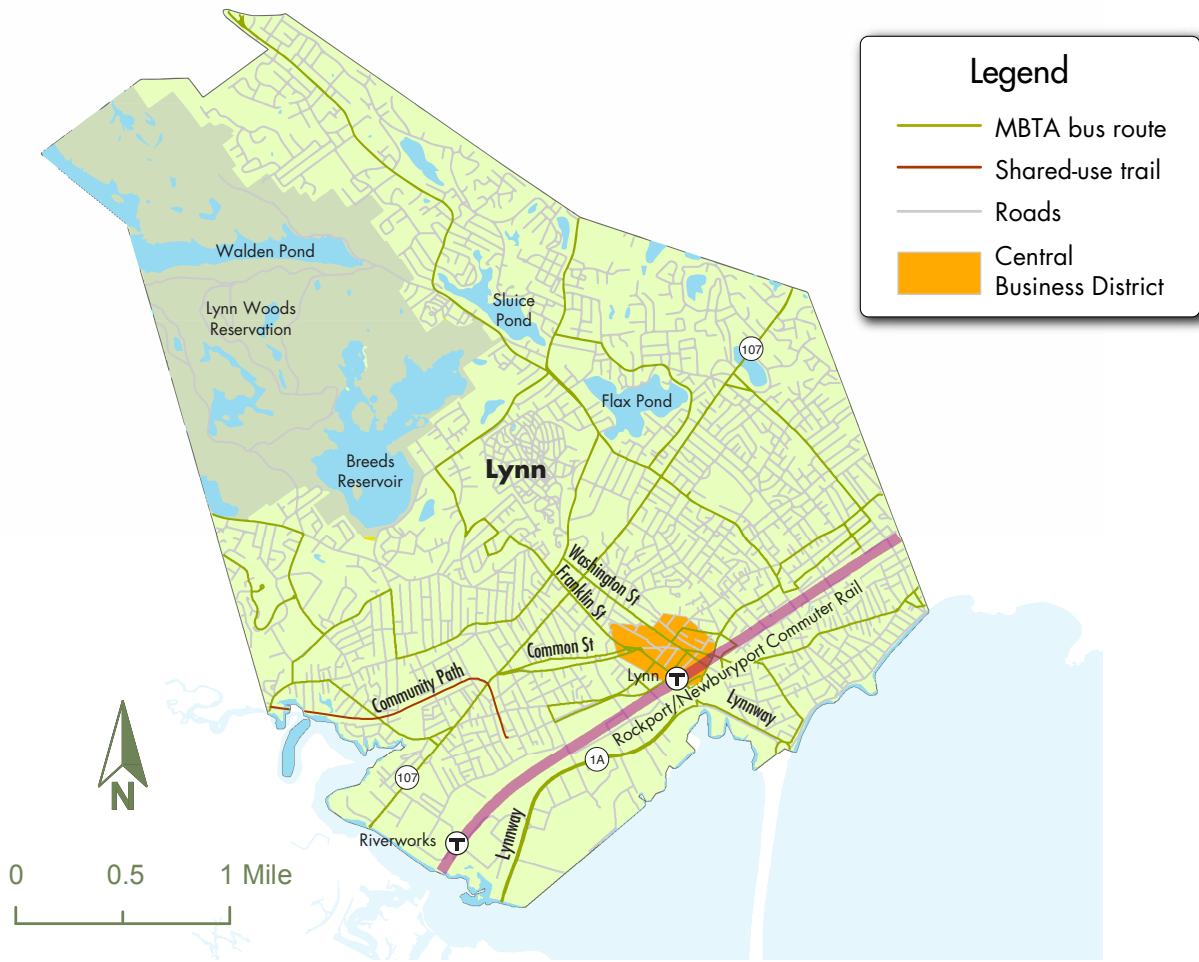 Legend
MBTA bus route
Shared-use trail
Roads
Central
Business District
Walden Pond
Lynn Woods
Reservation
Sluice
Pond
107
Flax Pond
Lynn
Breeds
Reservoir
Washington St
Franklin St
Common St
Lynn
T
Rockport/Newburyport Commuter Rail
Community Path
Lynnway
1A
107
Riverworks
T
Lynnway
N
0 0.5 1 Mile